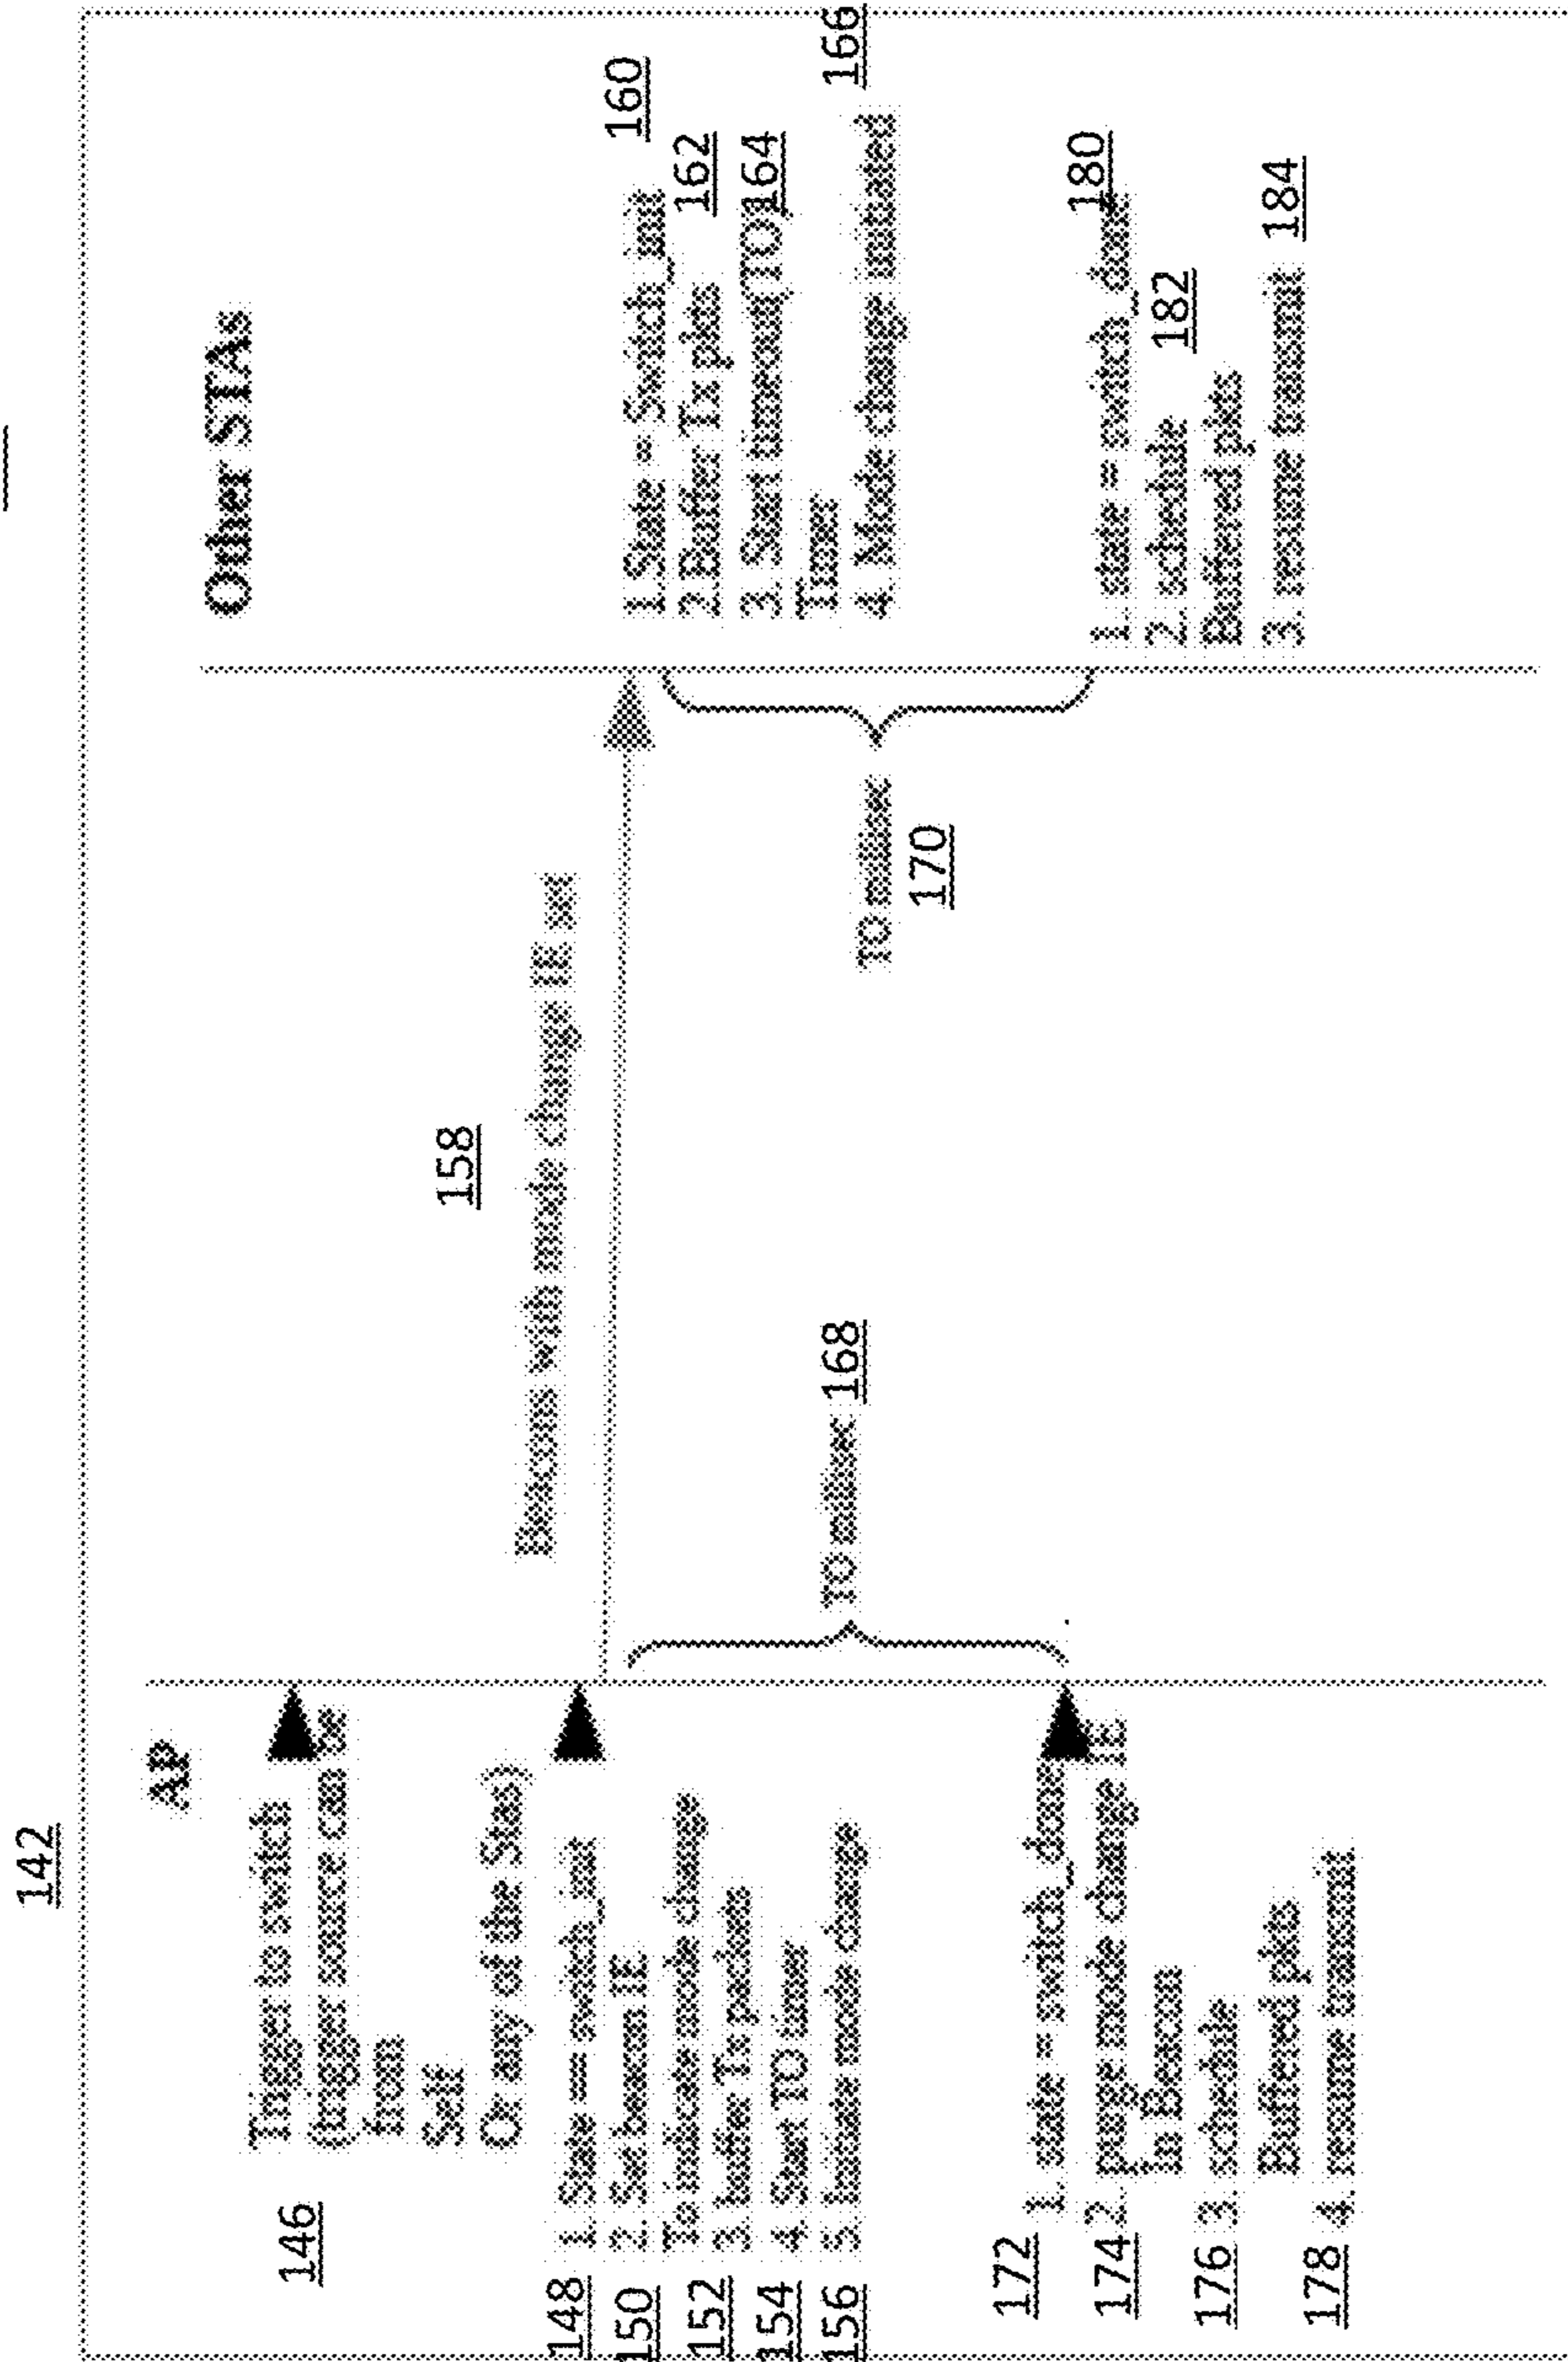 142
AP
Other STAs
146
Trigger to switch
(trigger source can be
from
Self
Or any of the Stas)
158
Beacons with mode change IE set
148 1. State == switch_init
150 2. Set beacon IE
To indicate mode change
152 3. buffer Tx packets
154 4. Start TO timer
156 5. Initiate mode change
1.State = Switch_init 160
2.Buffer Tx pkts 162
3. Start timeout(TO) 164
Timer
4. Mode change initiated 166
TO millisec 168
TO millisec
170
172 1. state = switch_done
174 2. purge mode change IE
In Beacon
176 3. schedule
Buffered pkts
178 4. resume transmit
1. state = switch_done 180
2. schedule 182
Buffered pkts
3. resume transmit 184